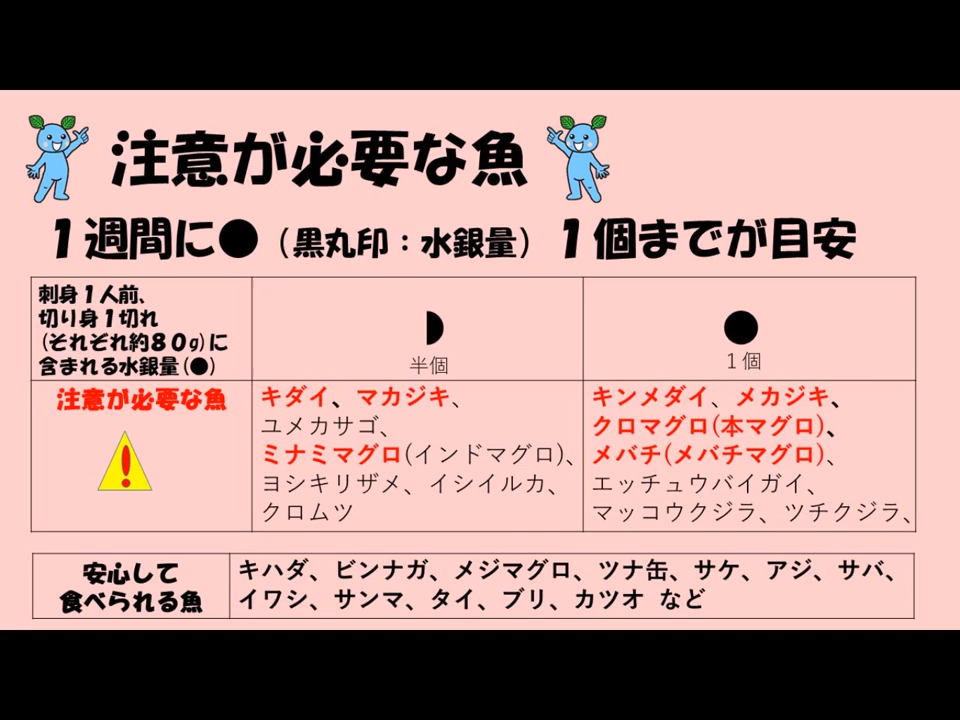 注意が必要な魚
１週間に●（黒丸印：水銀量）１個までが目安
刺身１人前、
切り身１切れ
(それぞれ約８０g)に
含まれる水銀量(●)
半個
１個
注意が必要な魚
キダイ、マカジキ、
ユメカサゴ、
ミナミマグロ(インドマグロ)、
ヨシキリザメ、イシイルカ、
クロムツ
キンメダイ、メカジキ、
クロマグロ(本マグロ)、
メバチ(メバチマグロ)、
エッチュウバイガイ、
マッコウクジラ、ツチクジラ、
安心して
食べられる魚
キハダ、ビンナガ、メジマグロ、ツナ缶、サケ、アジ、サバ、
イワシ、サンマ、タイ、ブリ、カツオ など